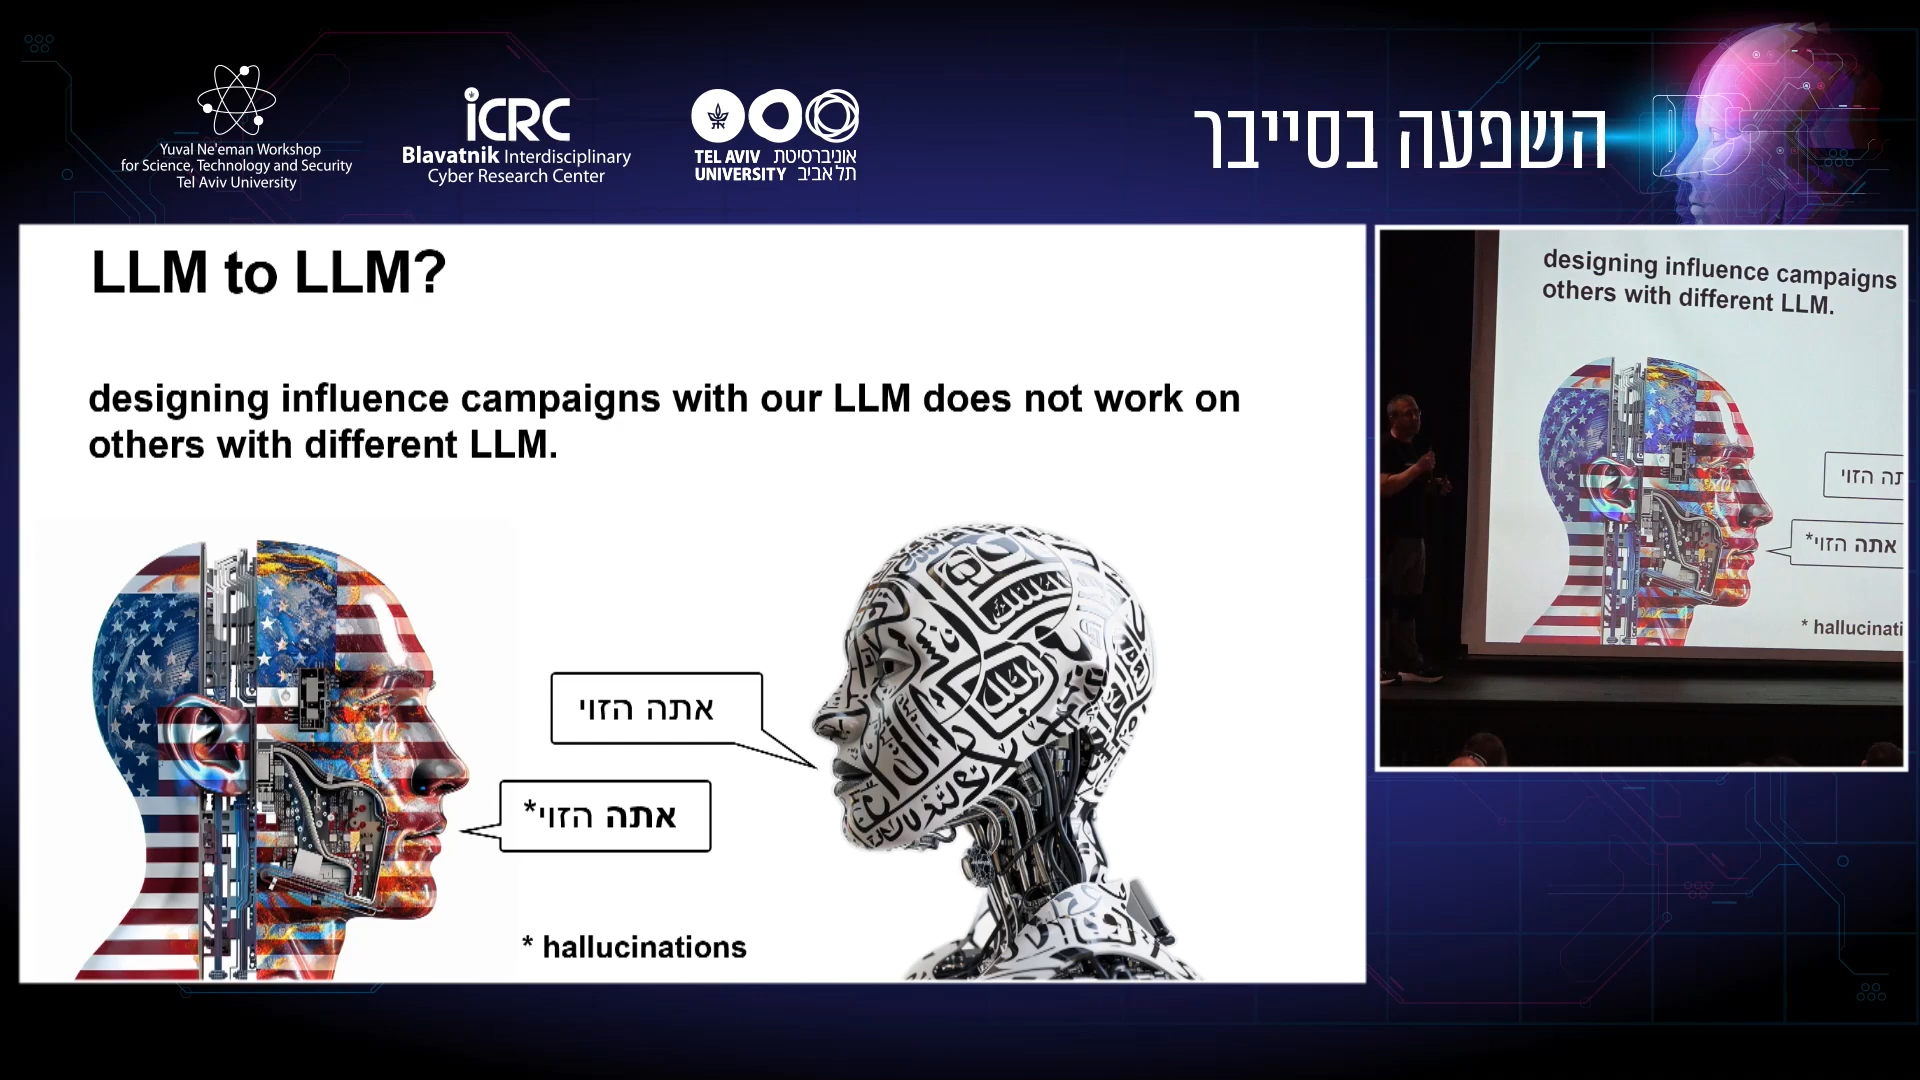 Yuval Ne'eman Workshop
for Science, Technology and Security
Tel Aviv University
iCRC
Blavatnik Interdisciplinary
Cyber Research Center
TEL AVIV אוניברסיטת
UNIVERSITY תל אביב
השפעה בסייבר
LLM to LLM?
designing influence campaigns with our LLM does not work on
others with different LLM.
אתה הזוי
אתה הזוי*
* hallucinations
designing influence campaigns
others with different LLM.
תה הזוי
אתה הזוי*
* hallucinati